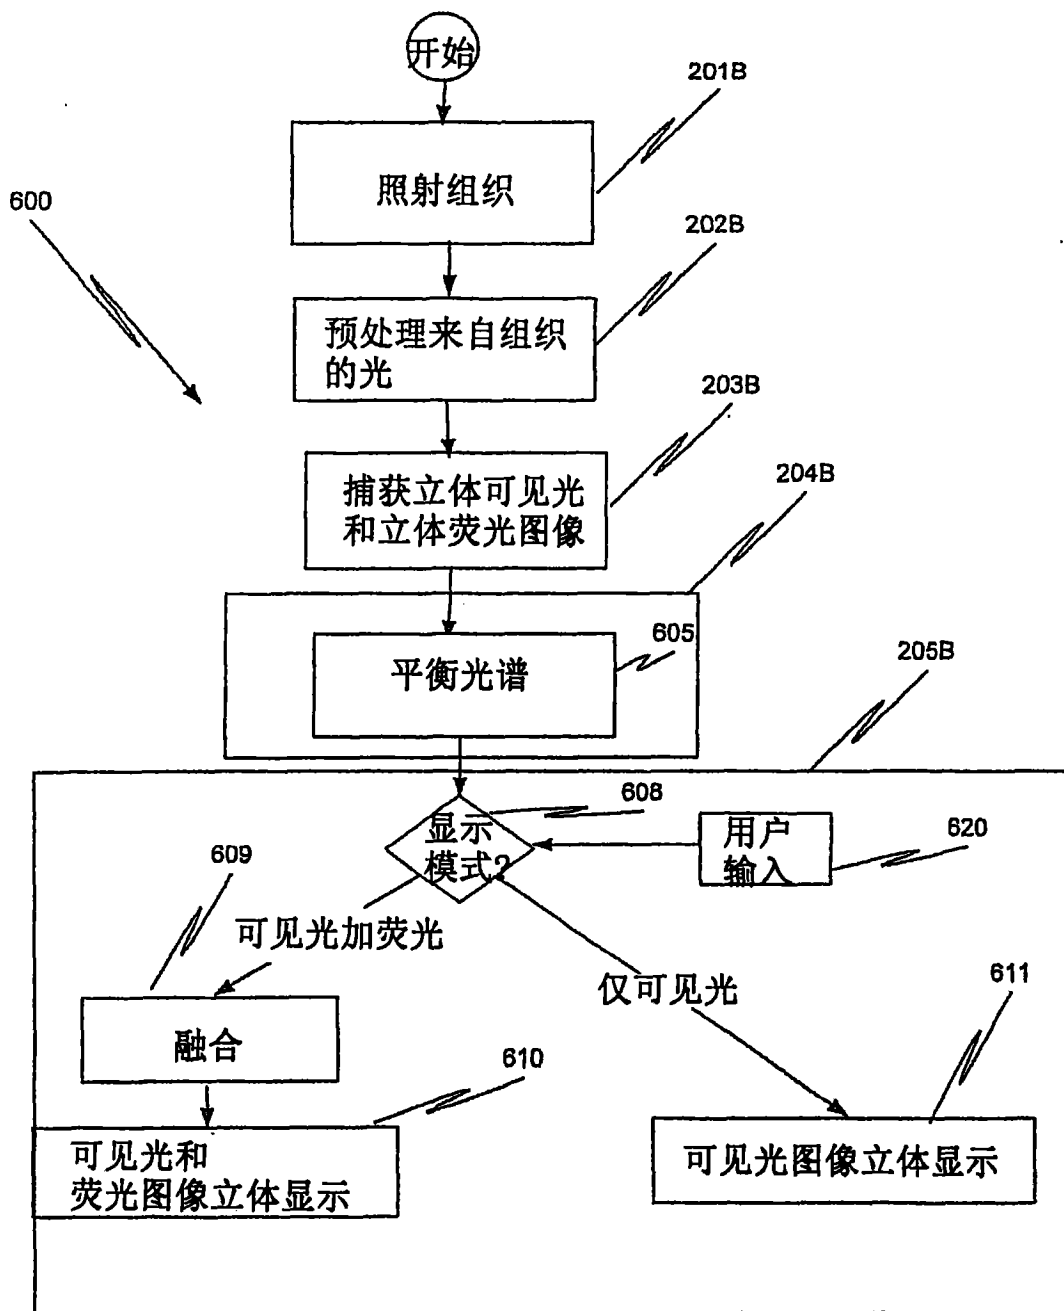 开始
201B
照射组织
600
202B
预处理来自组织
的光
203B
捕获立体可见光
和立体荧光图像
204B
605
平衡光谱
205B
608
显示
模式?
用户
输入
620
609
可见光加荧光
仅可见光
611
融合
610
可见光和
荧光图像立体显示
可见光图像立体显示